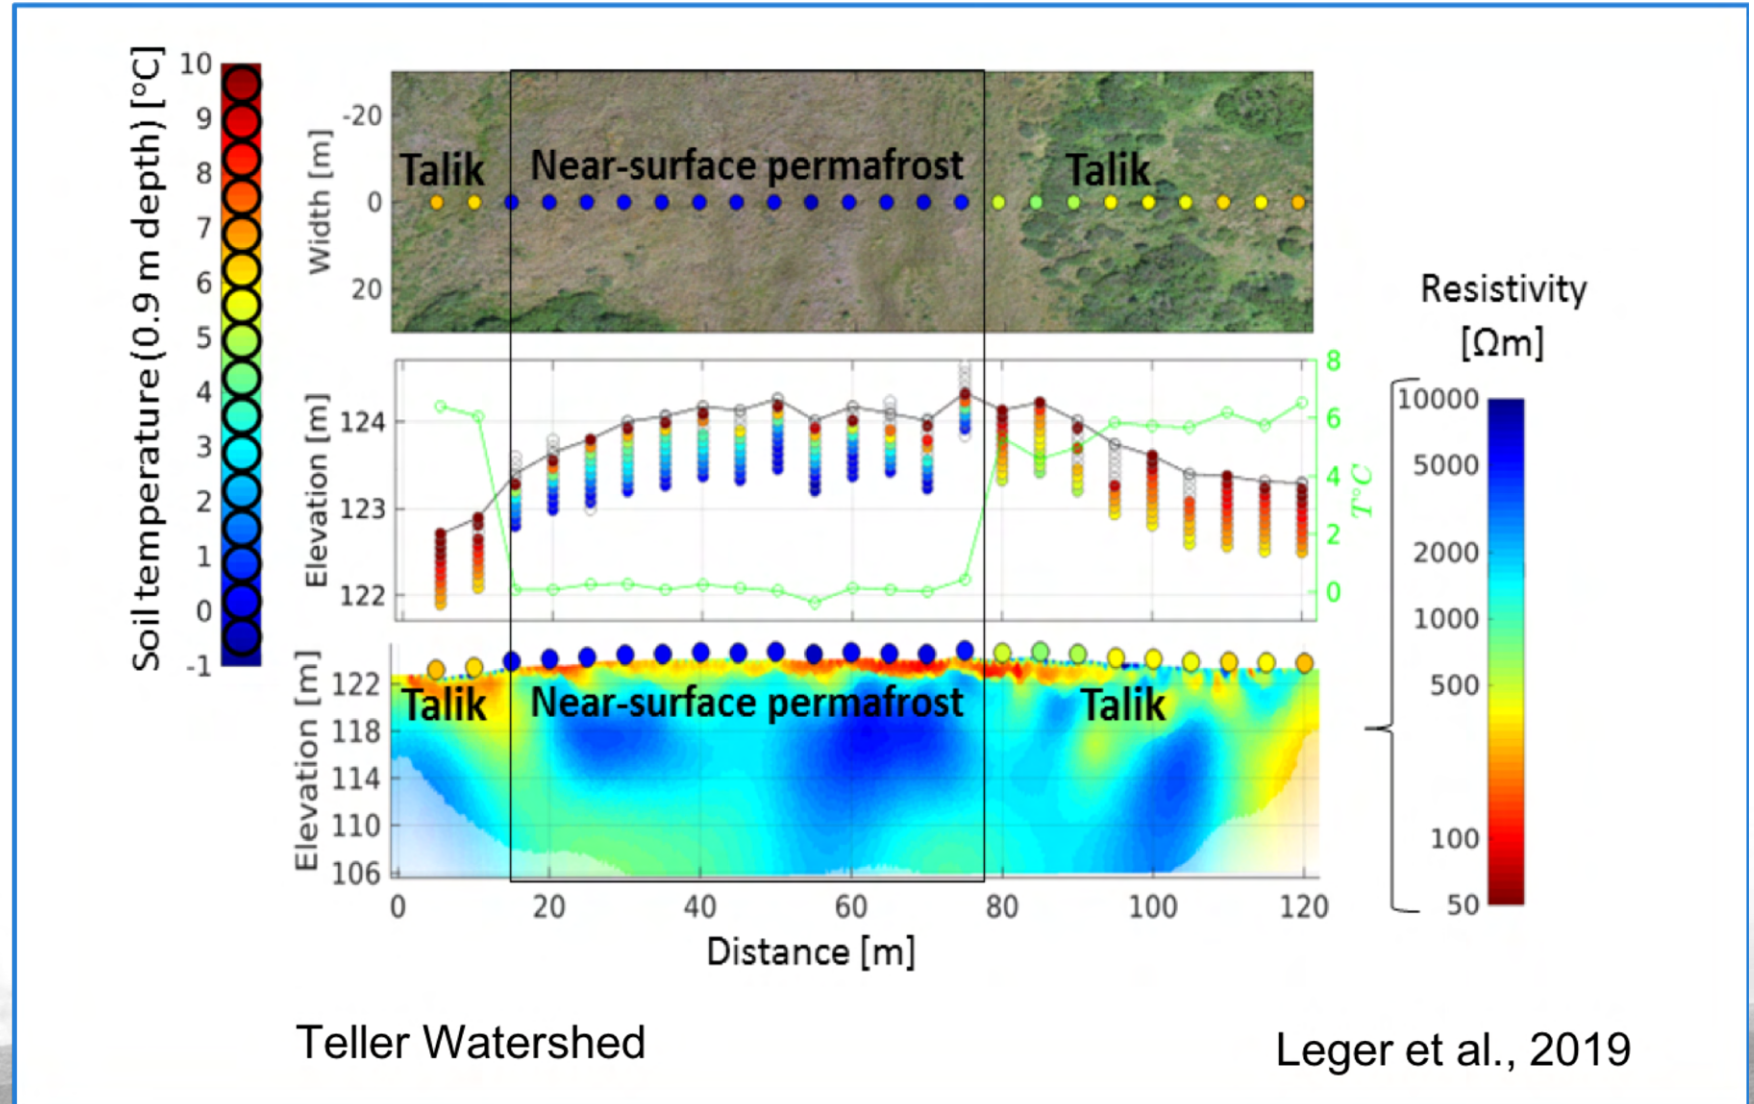 Soil temperature (0.9 m depth) [°C]
10
9
8
7
6
5
4
3
2
1
0
-1
Width [m]
-20
0
20
Talik
Near-surface permafrost
Talik
Elevation [m]
124
123
122
8
6
4
2
0
T°C
Elevation [m]
122
118
114
110
106
Talik
Near-surface permafrost
Talik
0 20 40 60 80 100 120
Distance [m]
Resistivity
[Ωm]
10000
5000
2000
1000
500
100
50
Teller Watershed
Leger et al., 2019